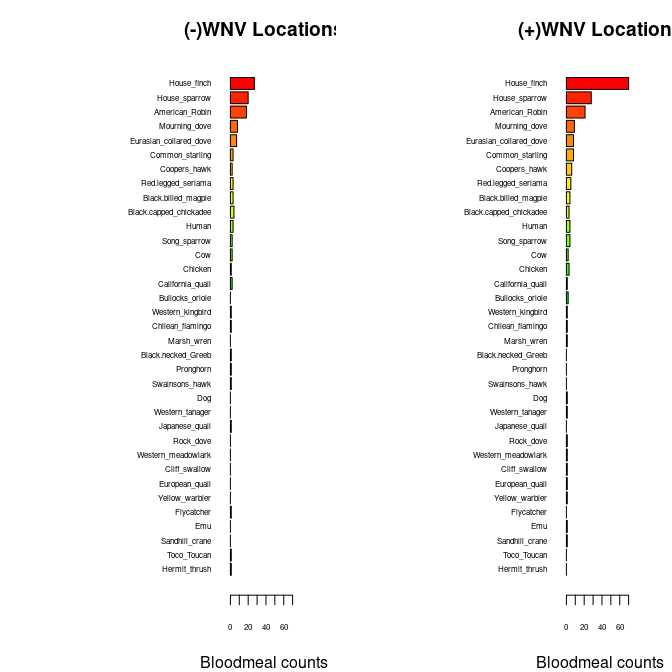 (-)WNV Locations
House_finch
House_sparrow
American_Robin
Mourning_dove
Eurasian_collared_dove
Common_starling
Coopers_hawk
Red.legged_seriama
Black.billed_magpie
Black.capped_chickadee
Human
Song_sparrow
Cow
Chicken
California_quail
Bullocks_oriole
Western_kingbird
Chilean_flamingo
Marsh_wren
Black.necked_Greeb
Pronghorn
Swainsons_hawk
Dog
Western_tanager
Japanese_quail
Rock_dove
Western_meadowlark
Cliff_swallow
European_quail
Yellow_warbler
Flycatcher
Emu
Sandhill_crane
Toco_Toucan
Hermit_thrush
0 20 40 60
Bloodmeal counts
(+)WNV Location
House_finch
House_sparrow
American_Robin
Mourning_dove
Eurasian_collared_dove
Common_starling
Coopers_hawk
Red.legged_seriama
Black.billed_magpie
Black.capped_chickadee
Human
Song_sparrow
Cow
Chicken
California_quail
Bullocks_oriole
Western_kingbird
Chilean_flamingo
Marsh_wren
Black.necked_Greeb
Pronghorn
Swainsons_hawk
Dog
Western_tanager
Japanese_quail
Rock_dove
Western_meadowlark
Cliff_swallow
European_quail
Yellow_warbler
Flycatcher
Emu
Sandhill_crane
Toco_Toucan
Hermit_thrush
0 20 40 60
Bloodmeal counts